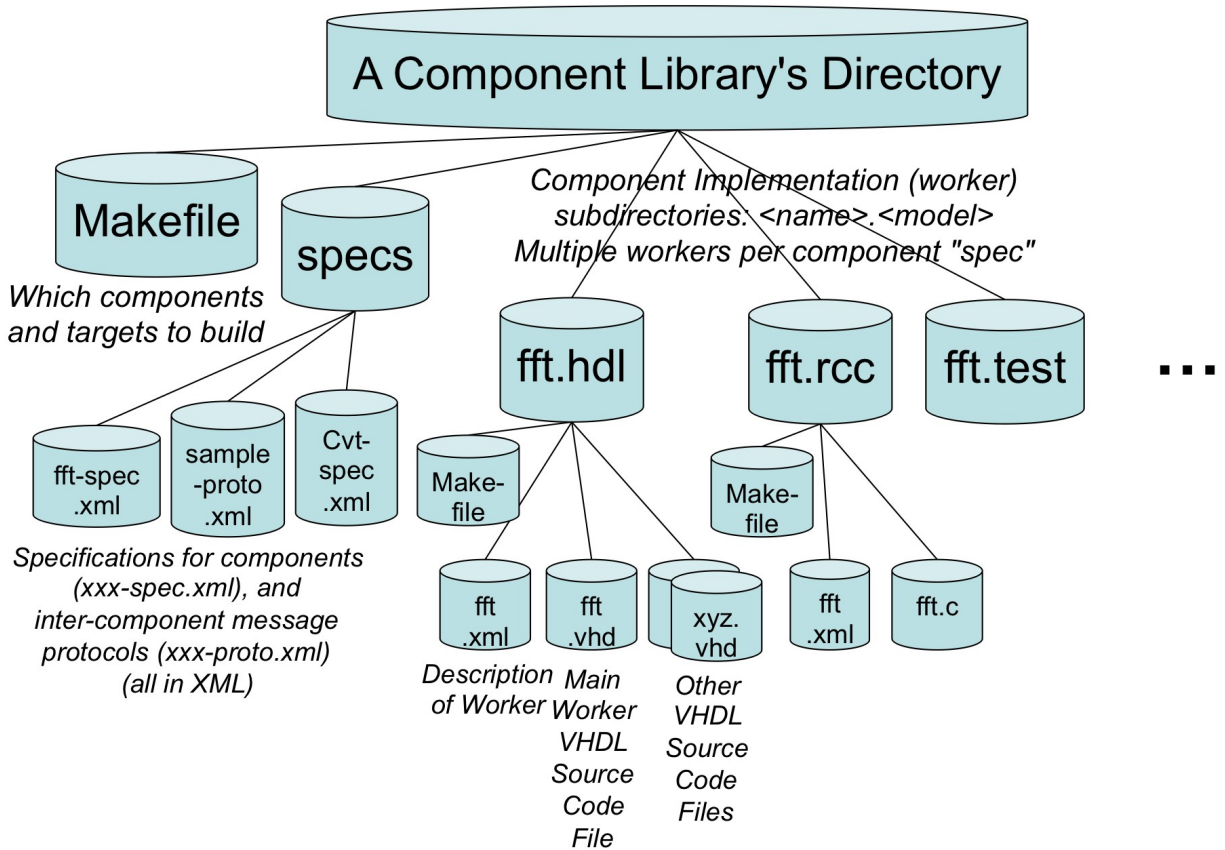 A Component Library's Directory
Makefile
Which components
and targets to build
specs
Component Implementation (worker)
subdirectories: <name>.<model>
Multiple workers per component "spec"
fft.hdl
fft.rcc
fft.test
...
fft-spec
.xml
sample
-proto
.xml
Cvt-
spec
.xml
Specifications for components
(xxx-spec.xml), and
inter-component message
protocols (xxx-proto.xml)
(all in XML)
Make-
file
fft
.xml
Description
of Worker
fft
.vhd
Main
Worker
VHDL
Source
Code
File
xyz.
vhd
Other
VHDL
Source
Code
Files
Make-
file
fft
.xml
fft.c